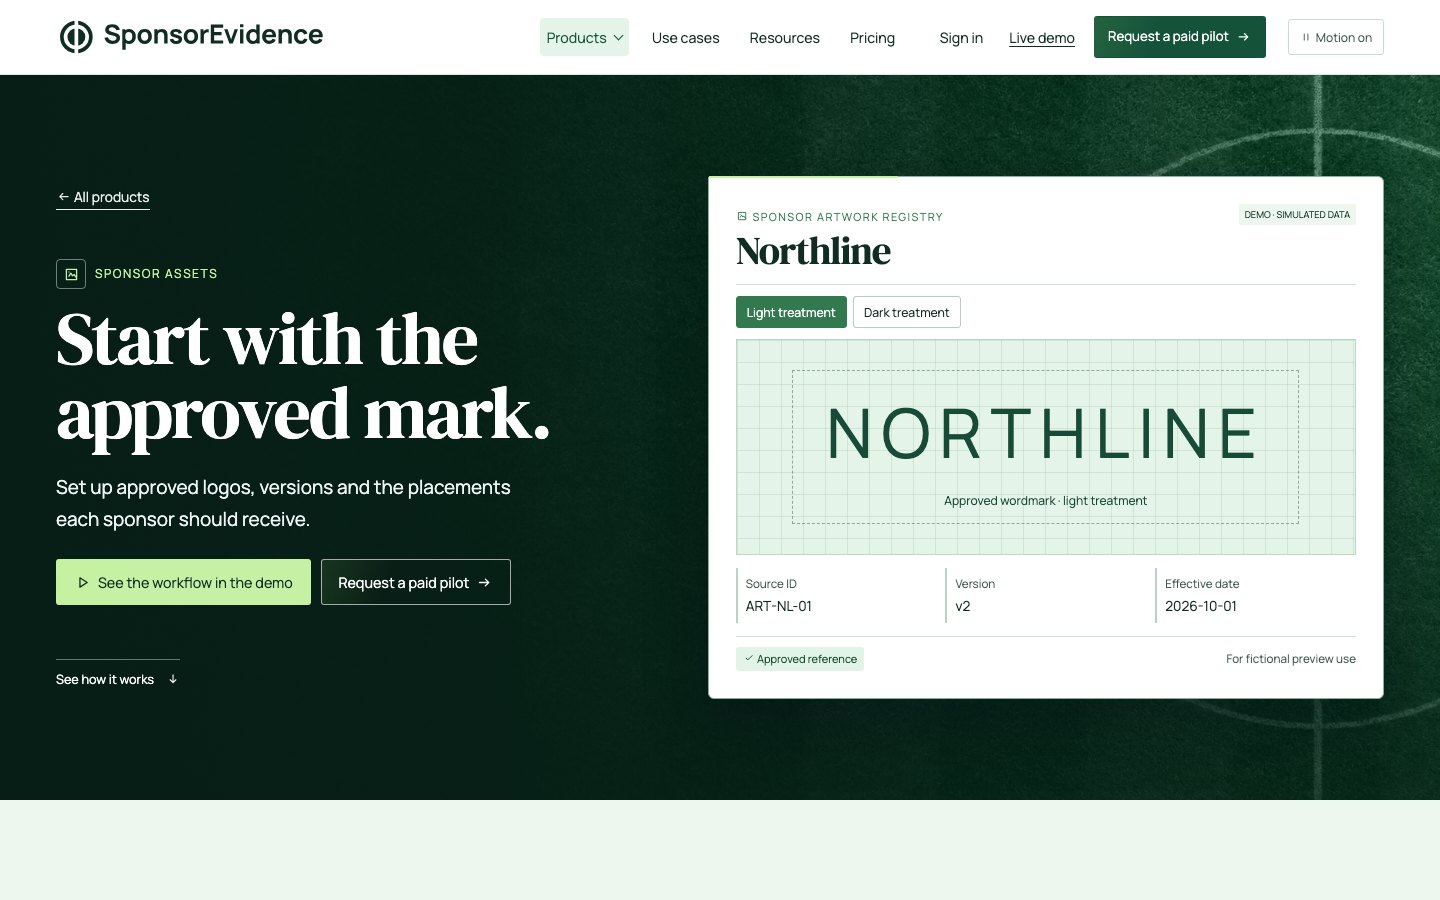 SponsorEvidence
Products
Use cases
Resources
Pricing
Sign in
Live demo
Request a paid pilot →
Motion on
← All products
SPONSOR ASSETS
Start with the
approved mark.
Set up approved logos, versions and the placements
each sponsor should receive.
See the workflow in the demo
Request a paid pilot →
See how it works ↓
SPONSOR ARTWORK REGISTRY
DEMO · SIMULATED DATA
Northline
Light treatment
Dark treatment
NORTHLINE
Approved wordmark · light treatment
Source ID
ART-NL-01
Version
v2
Effective date
2026-10-01
✓ Approved reference
For fictional preview use